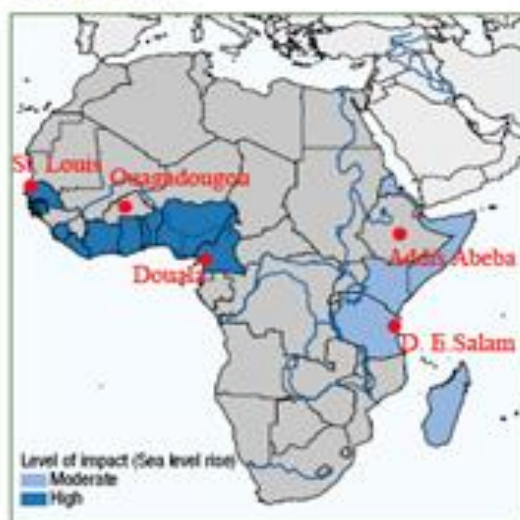 St. Louis
Ouagadougou
Douala
Addis Abeba
D. E.Salam
Level of impact (Sea level rise)
Moderate
High